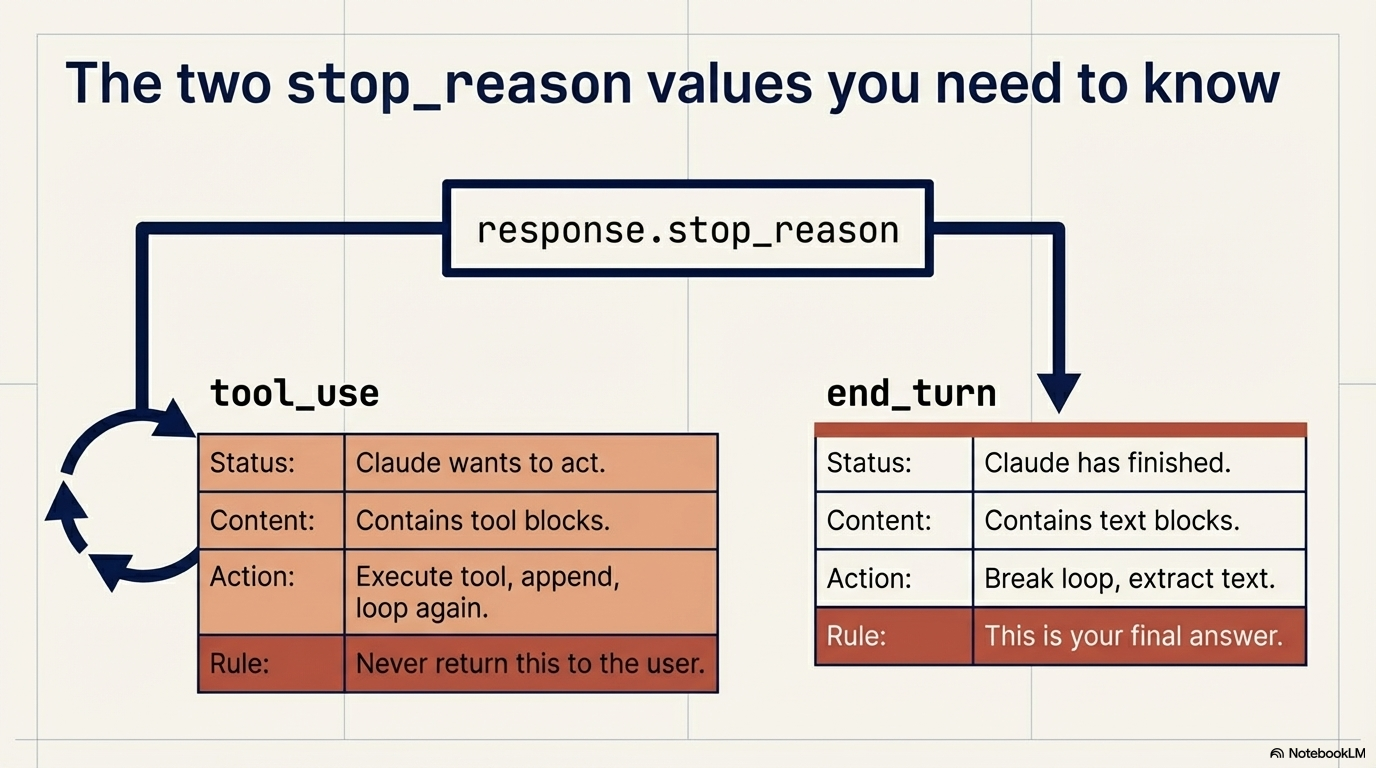 The two stop_reason values you need to know
response.stop_reason
tool_use
Status: Claude wants to act.
Content: Contains tool blocks.
Action: Execute tool, append,
loop again.
Rule: Never return this to the user.
end_turn
Status: Claude has finished.
Content: Contains text blocks.
Action: Break loop, extract text.
Rule: This is your final answer.
NotebookLM